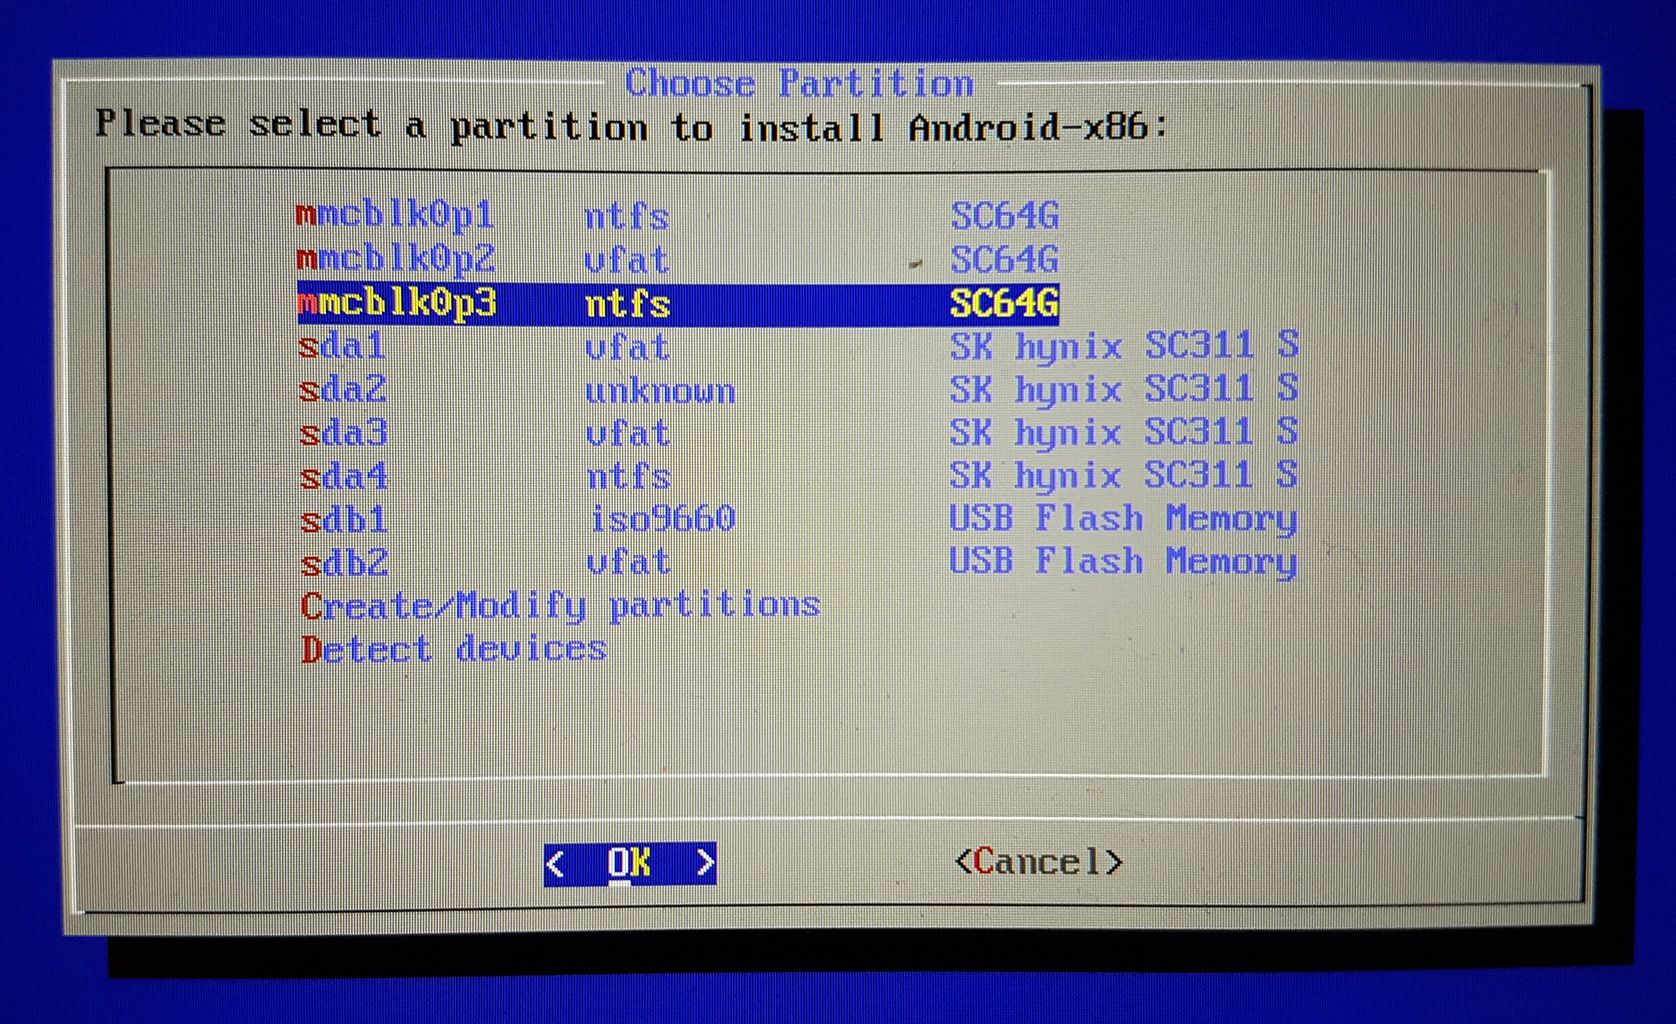 Choose Partition
Please select a partition to install Android-x86:
mmcblk0p1 ntfs SC64G
mmcblk0p2 vfat SC64G
mmcblk0p3 ntfs SC64G
sda1 vfat SK hynix SC311 S
sda2 unknown SK hynix SC311 S
sda3 vfat SK hynix SC311 S
sda4 ntfs SK hynix SC311 S
sdb1 iso9660 USB Flash Memory
sdb2 vfat USB Flash Memory
Create/Modify partitions
Detect devices
< OK > <Cancel>